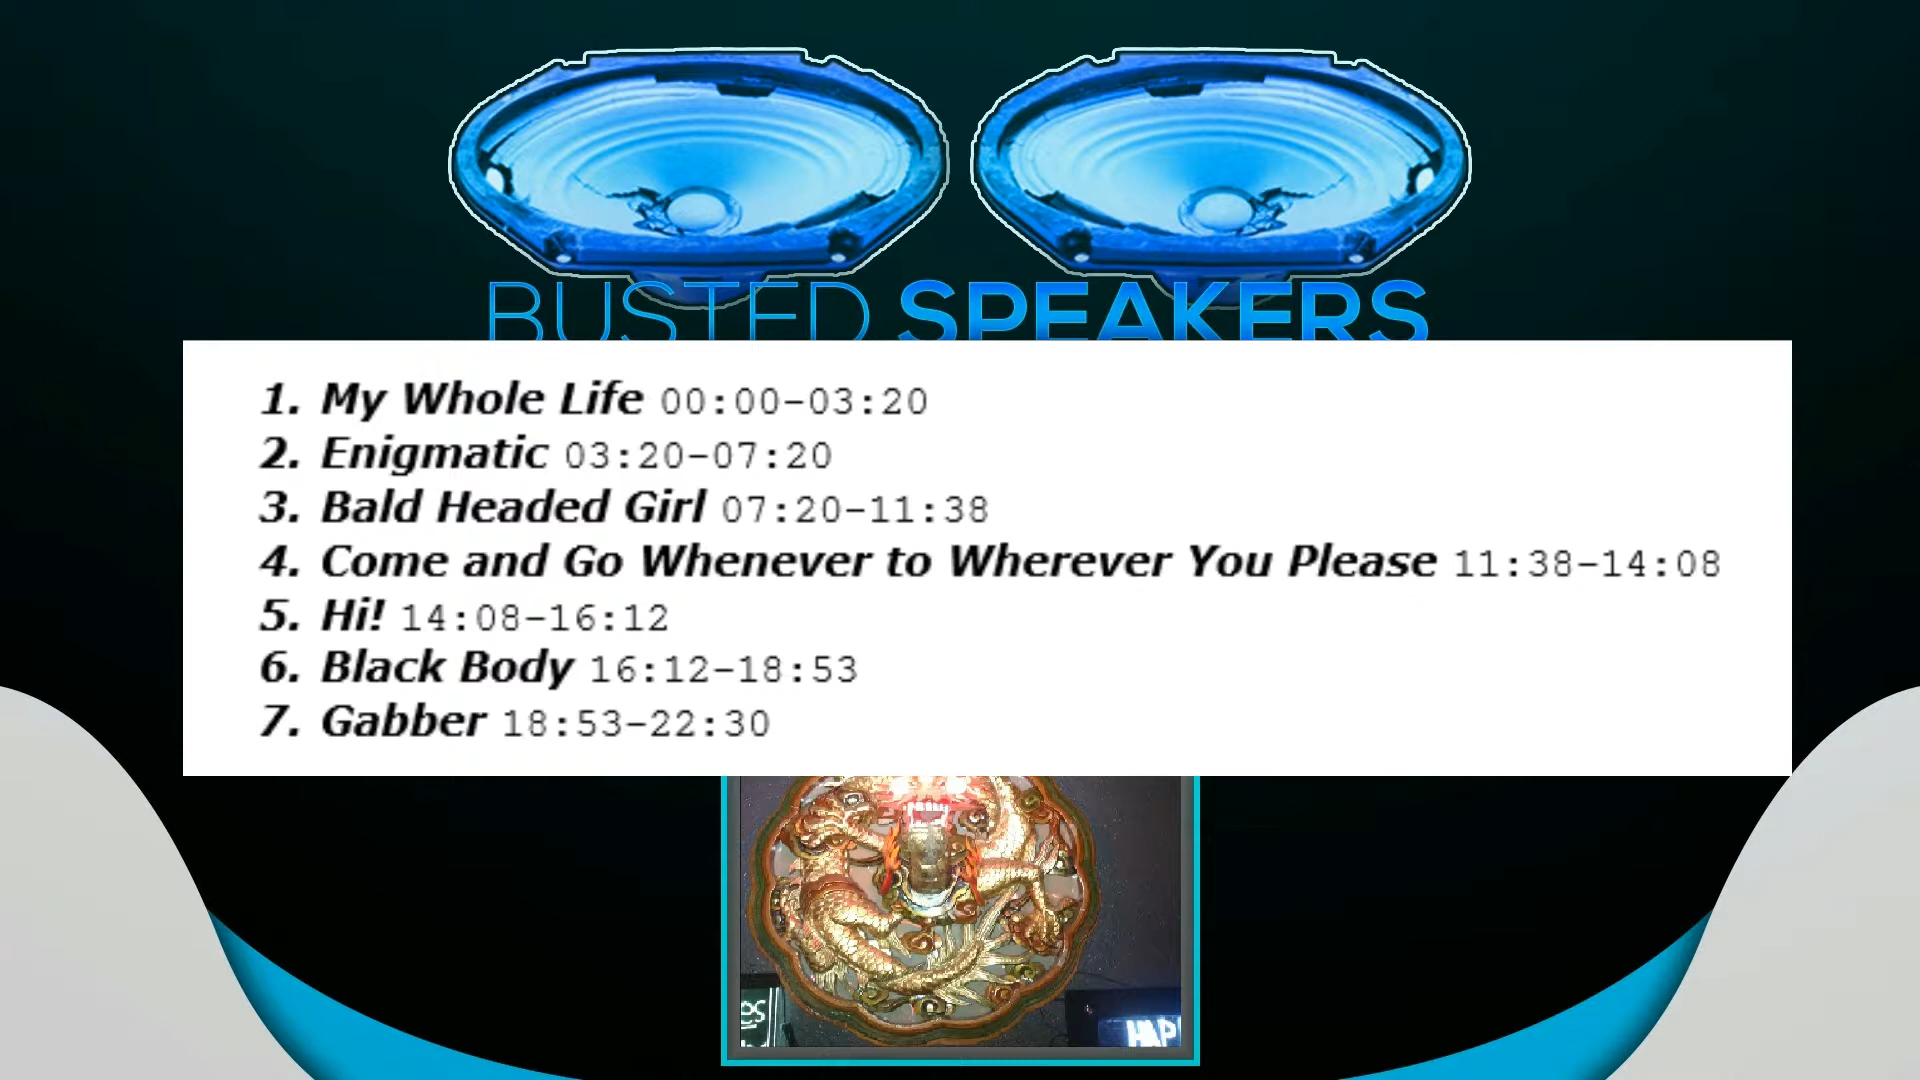 BUSTED SPEAKERS
1. My Whole Life 00:00-03:20
2. Enigmatic 03:20-07:20
3. Bald Headed Girl 07:20-11:38
4. Come and Go Whenever to Wherever You Please 11:38-14:08
5. Hi! 14:08-16:12
6. Black Body 16:12-18:53
7. Gabber 18:53-22:30